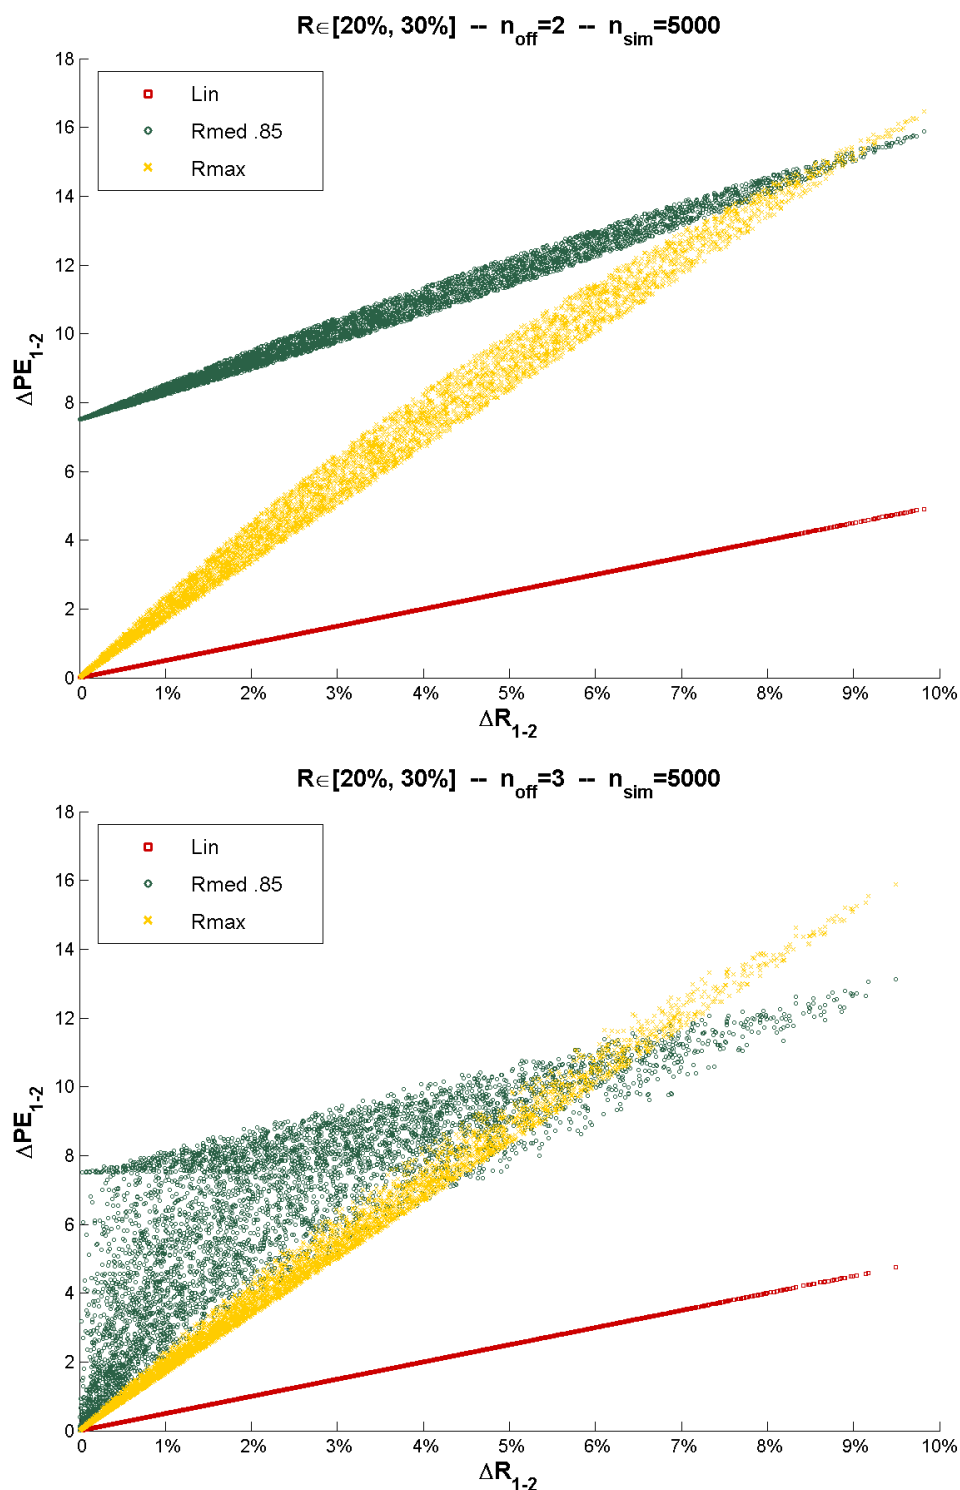 R∈[20%, 30%] -- n_off=2 -- n_sim=5000
18
16
14
12
10
8
6
4
2
0
Lin
Rmed .85
Rmax
ΔPE_1-2
0 1% 2% 3% 4% 5% 6% 7% 8% 9% 10%
ΔR_1-2
R∈[20%, 30%] -- n_off=3 -- n_sim=5000
18
16
14
12
10
8
6
4
2
0
Lin
Rmed .85
Rmax
ΔPE_1-2
0 1% 2% 3% 4% 5% 6% 7% 8% 9% 10%
ΔR_1-2